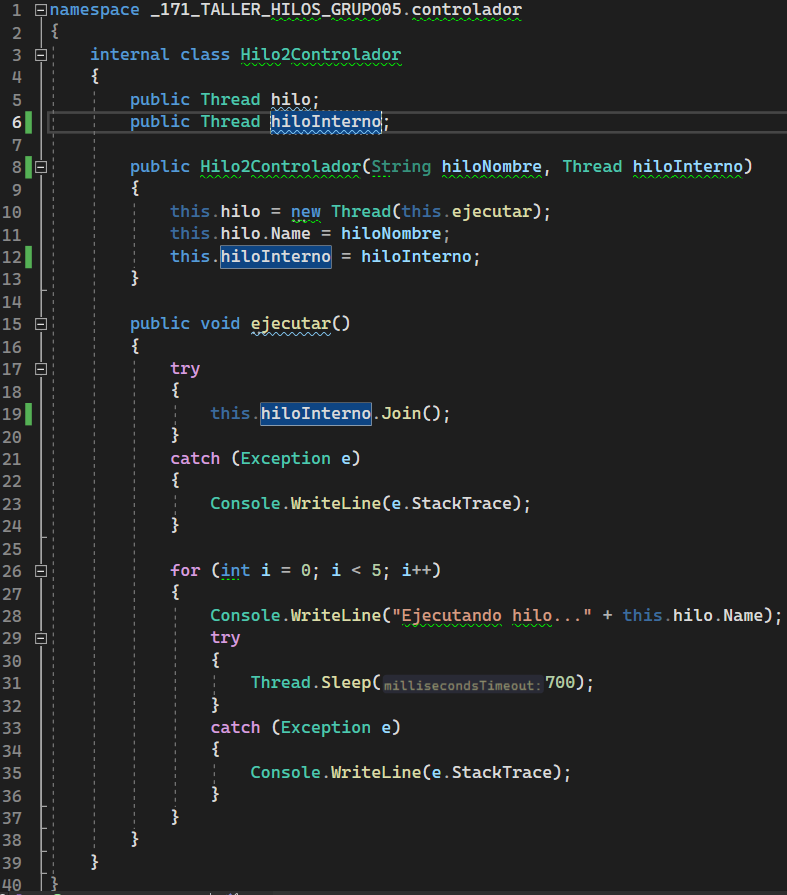 1 namespace _171_TALLER_HILOS_GRUPO05.controlador
2 {
3 internal class Hilo2Controlador
4 {
5 public Thread hilo;
6 public Thread hiloInterno;
7
8 public Hilo2Controlador(String hiloNombre, Thread hiloInterno)
9 {
10 this.hilo = new Thread(this.ejecutar);
11 this.hilo.Name = hiloNombre;
12 this.hiloInterno = hiloInterno;
13 }
14
15 public void ejecutar()
16 {
17 try
18 {
19 this.hiloInterno.Join();
20 }
21 catch (Exception e)
22 {
23 Console.WriteLine(e.StackTrace);
24 }
25
26 for (int i = 0; i < 5; i++)
27 {
28 Console.WriteLine("Ejecutando hilo..." + this.hilo.Name);
29 try
30 {
31 Thread.Sleep(millisecondsTimeout: 700);
32 }
33 catch (Exception e)
34 {
35 Console.WriteLine(e.StackTrace);
36 }
37 }
38 }
39 }
40 }